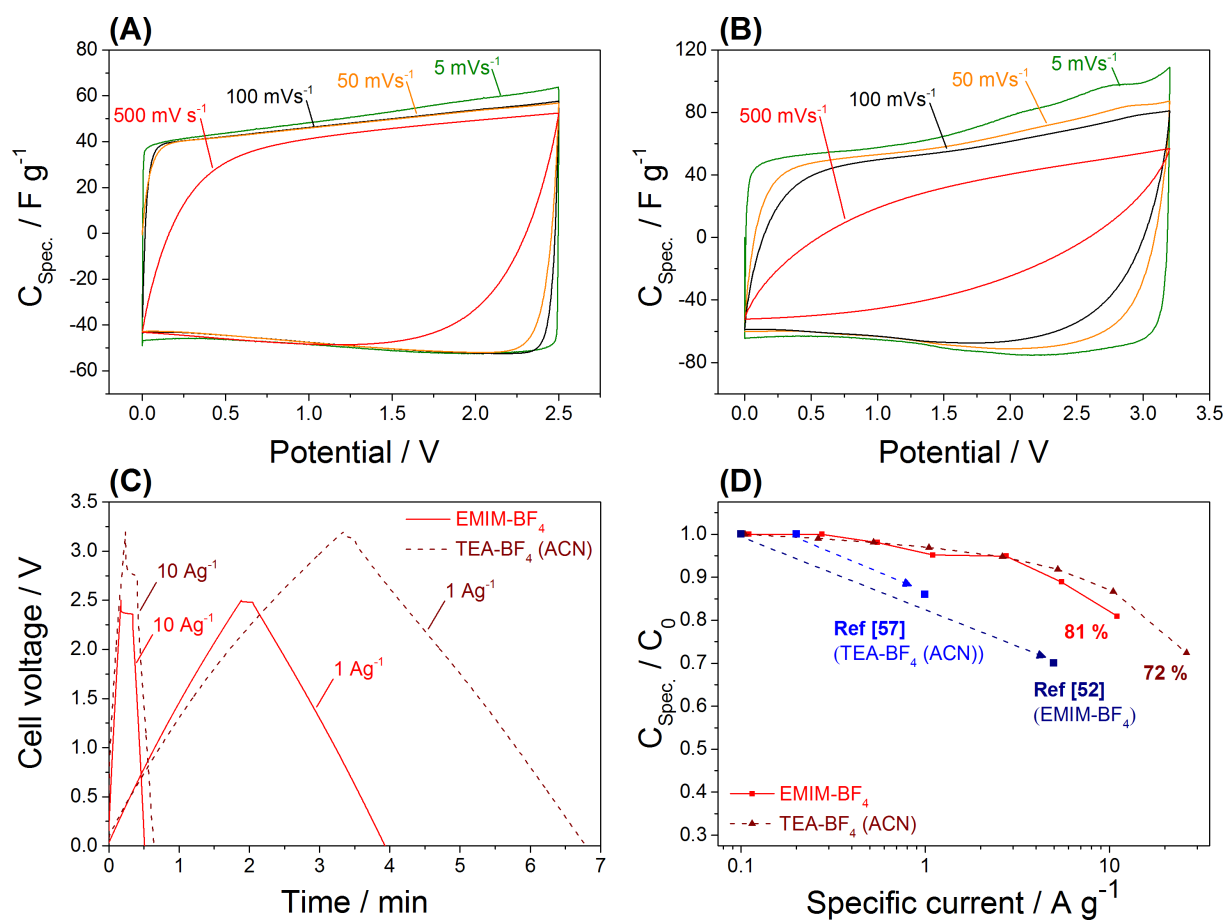 (A)
80
60
40
20
0
-20
-40
-60
0.0
0.5
1.0
1.5
2.0
2.5
C_Spec. / F g⁻¹
Potential / V
500 mV s⁻¹
100 mVs⁻¹
50 mVs⁻¹
5 mVs⁻¹
(B)
120
80
40
0
-40
-80
0.0
0.5
1.0
1.5
2.0
2.5
3.0
3.5
C_Spec. / F g⁻¹
Potential / V
500 mVs⁻¹
100 mVs⁻¹
50 mVs⁻¹
5 mVs⁻¹
(C)
3.5
3.0
2.5
2.0
1.5
1.0
0.5
0.0
0
1
2
3
4
5
6
7
Cell voltage / V
Time / min
EMIM-BF₄
TEA-BF₄ (ACN)
10 Ag⁻¹
10 Ag⁻¹
1 Ag⁻¹
1 Ag⁻¹
(D)
1.0
0.9
0.8
0.7
0.6
0.5
0.4
0.3
0.1
1
10
C_Spec. / C₀
Specific current / A g⁻¹
Ref [57]
(TEA-BF₄ (ACN))
81 %
72 %
Ref [52]
(EMIM-BF₄)
EMIM-BF₄
TEA-BF₄ (ACN)